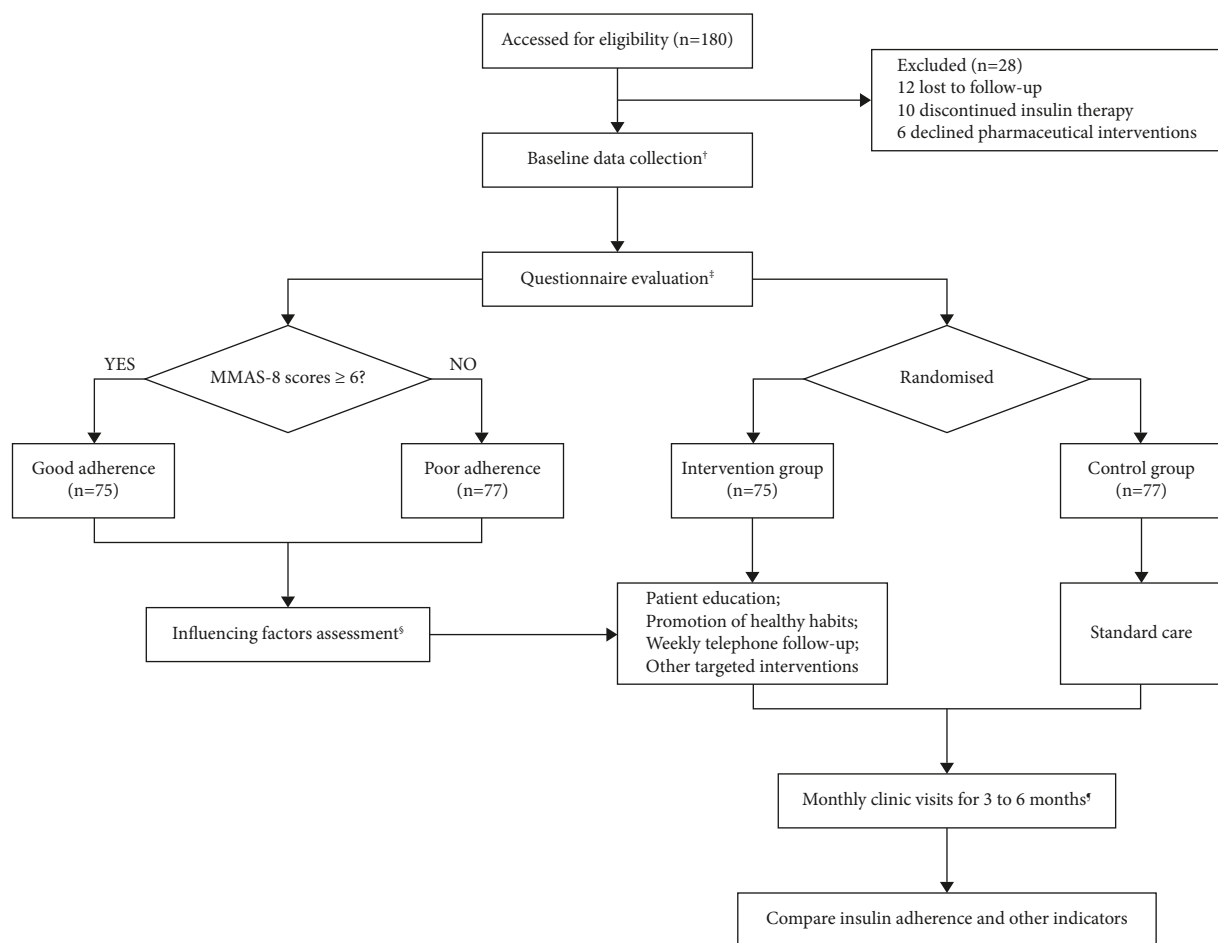 Accessed for eligibility (n=180)
Excluded (n=28)
12 lost to follow-up
10 discontinued insulin therapy
6 declined pharmaceutical interventions
Baseline data collection†
Questionnaire evaluation‡
YES
MMAS-8 scores ≥ 6?
NO
Randomised
Good adherence
(n=75)
Poor adherence
(n=77)
Intervention group
(n=75)
Control group
(n=77)
Influencing factors assessment§
Patient education;
Promotion of healthy habits;
Weekly telephone follow-up;
Other targeted interventions
Standard care
Monthly clinic visits for 3 to 6 months¶
Compare insulin adherence and other indicators